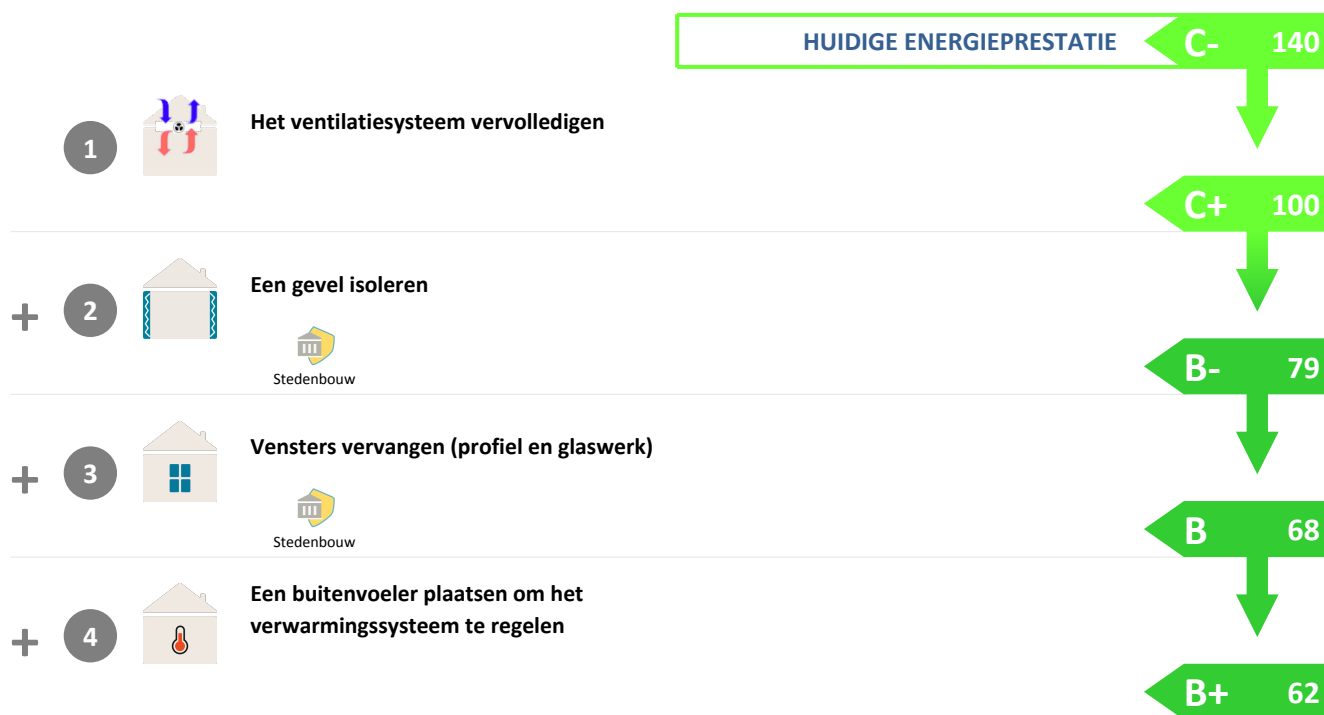 HUIDIGE ENERGIEPRESTATIE
C- 140
1
Het ventilatiesysteem vervolledigen
C+ 100
+ 2
Een gevel isoleren
Stedenbouw
B- 79
+ 3
Vensters vervangen (profiel en glaswerk)
Stedenbouw
B 68
+ 4
Een buitenvoeler plaatsen om het
verwarmingssysteem te regelen
B+ 62